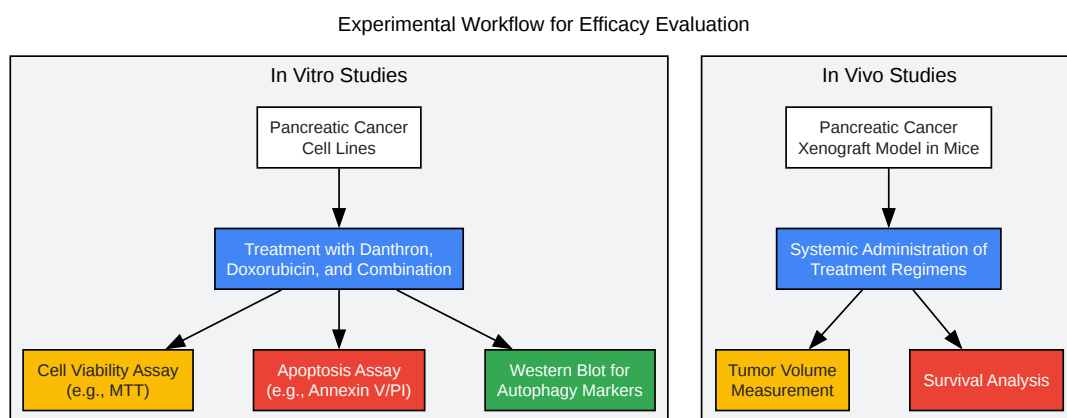 Experimental Workflow for Efficacy Evaluation
In Vitro Studies
Pancreatic Cancer
Cell Lines
Treatment with Danthron,
Doxorubicin, and Combination
Cell Viability Assay
(e.g., MTT)
Apoptosis Assay
(e.g., Annexin V/PI)
Western Blot for
Autophagy Markers
In Vivo Studies
Pancreatic Cancer
Xenograft Model in Mice
Systemic Administration of
Treatment Regimens
Tumor Volume
Measurement
Survival Analysis